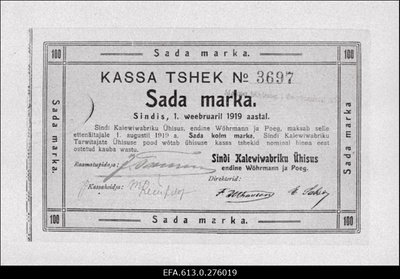 100 Sada marka. 100
KASSA TSHEK № 3697
Sada marka.
Sindis, 1. weebruaril 1919 aastal.
Sindi Kalewiwabriku Ühisus, endine Wöhrmann ja Poeg, maksab selle
ettenäitajale 1. augustil 1919 a. Sada kolm marka. Sindi Kalewiwabriku
Tarwitajate Ühisuse pood wõtab ühisuse kassa tshekid nominal hinna eest
ostetud kauba wastu.
Sindi Kalewiwabriku Ühisus
endine Wöhrmann ja Poeg.
Raamatupidaja:
Direktorid:
Kassahoidja:
Sada marka.
Sada marka.
100 Sada marka. 100
EFA.613.0.276019